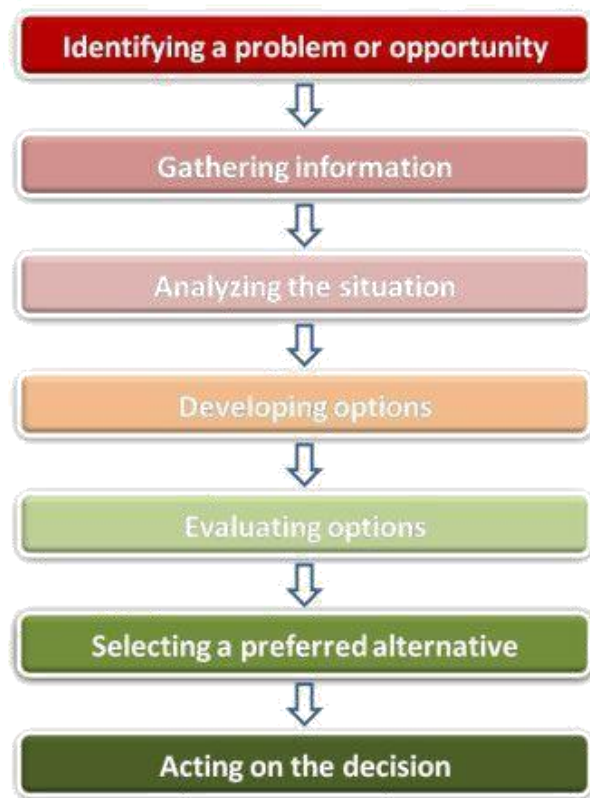 Identifying a problem or opportunity
Gathering information
Analyzing the situation
Developing options
Evaluating options
Selecting a preferred alternative
Acting on the decision